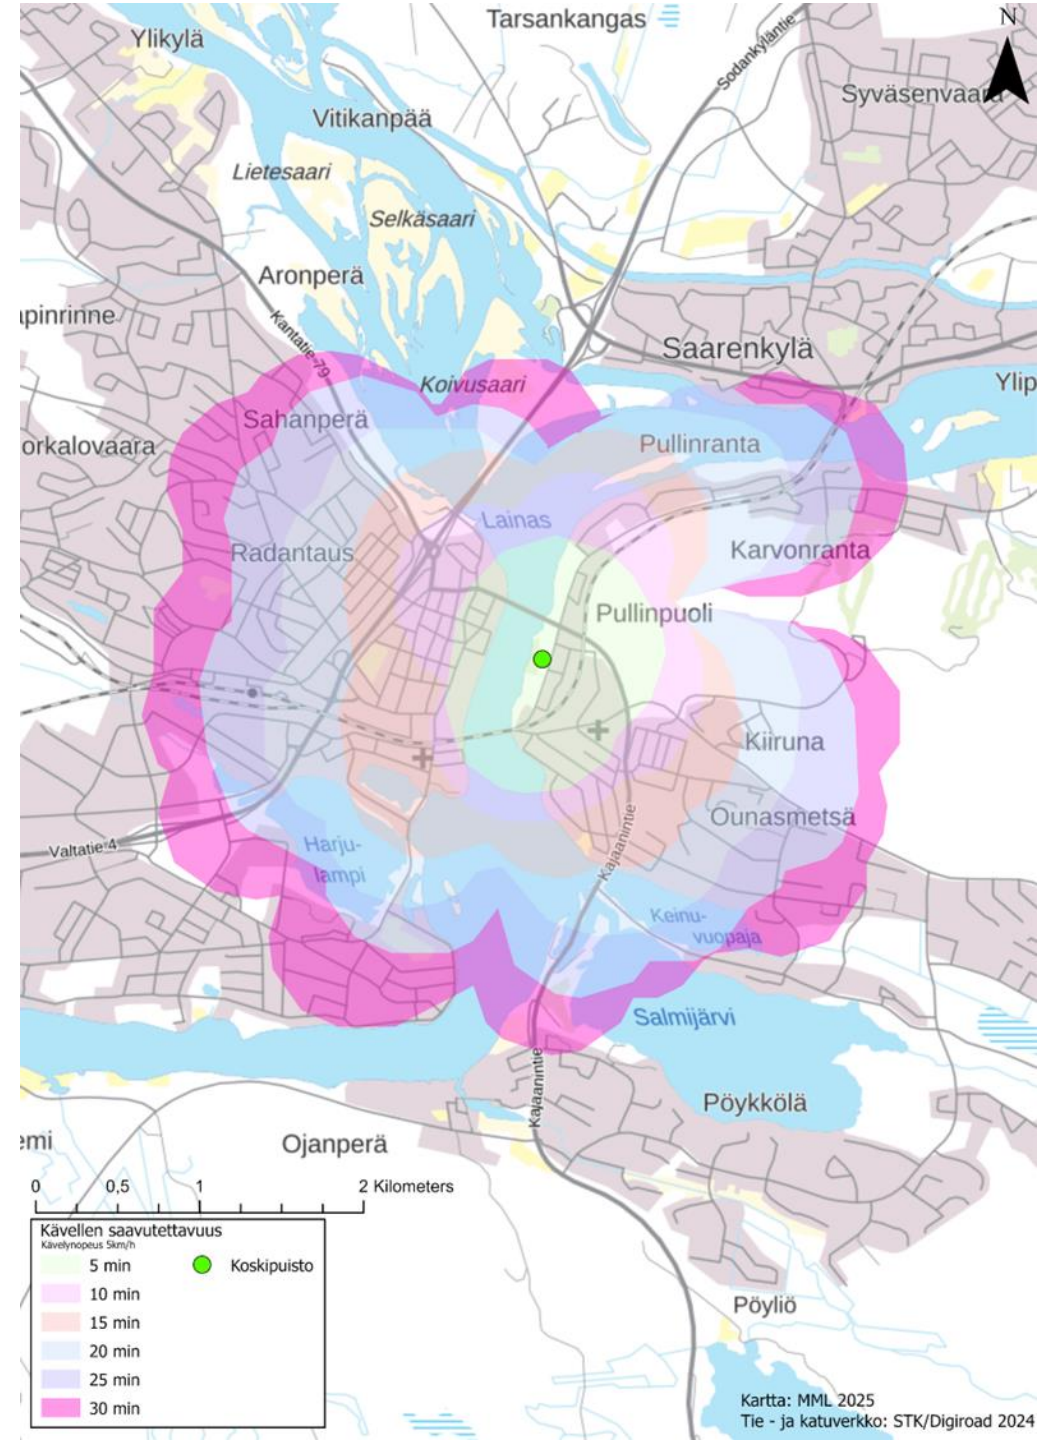 Tarsankangas
N
Ylikylä
Sodankyläntie
Syväsenvaara
Vitikanpää
Lietesaari
Selkäsaari
Aronperä
apinrinne
Kantatie 79
Saarenkylä
Koivusaari
Ylip
Sahanperä
orkalovaara
Pullinranta
Lainas
Radantaus
Karvonranta
Pullinpuoli
Kiiruna
Ounasmetsä
Kajaanintie
Valtatie 4
Harju-
lampi
Keinu-
vuopaja
Salmijärvi
Kajaanintie
Pöykkölä
emi
Ojanperä
0 0,5 1 2 Kilometers
Kävellen saavutettavuus
Kävelynopeus 5km/h
5 min
Koskipuisto
10 min
15 min
20 min
25 min
30 min
Pöyliö
Kartta: MML 2025
Tie - ja katuverkko: STK/Digiroad 2024